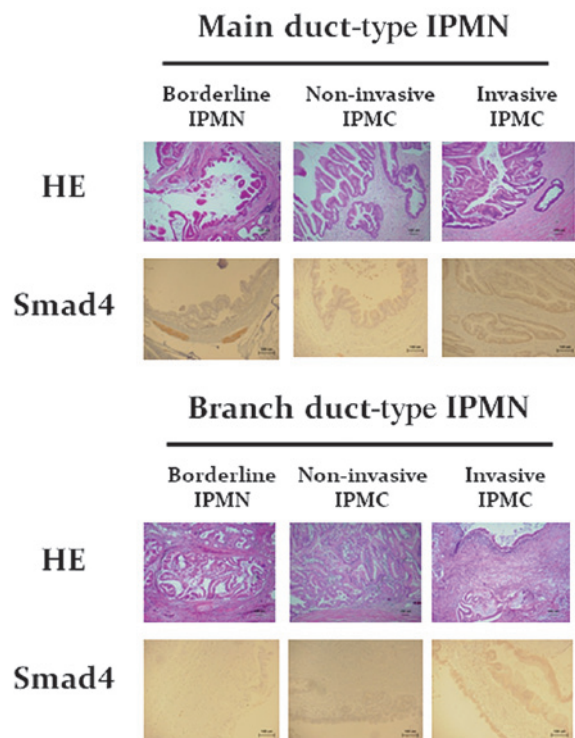 Main duct-type IPMN
Borderline IPMN
Non-invasive IPMC
Invasive IPMC
HE
Smad4
Branch duct-type IPMN
Borderline IPMN
Non-invasive IPMC
Invasive IPMC
HE
Smad4